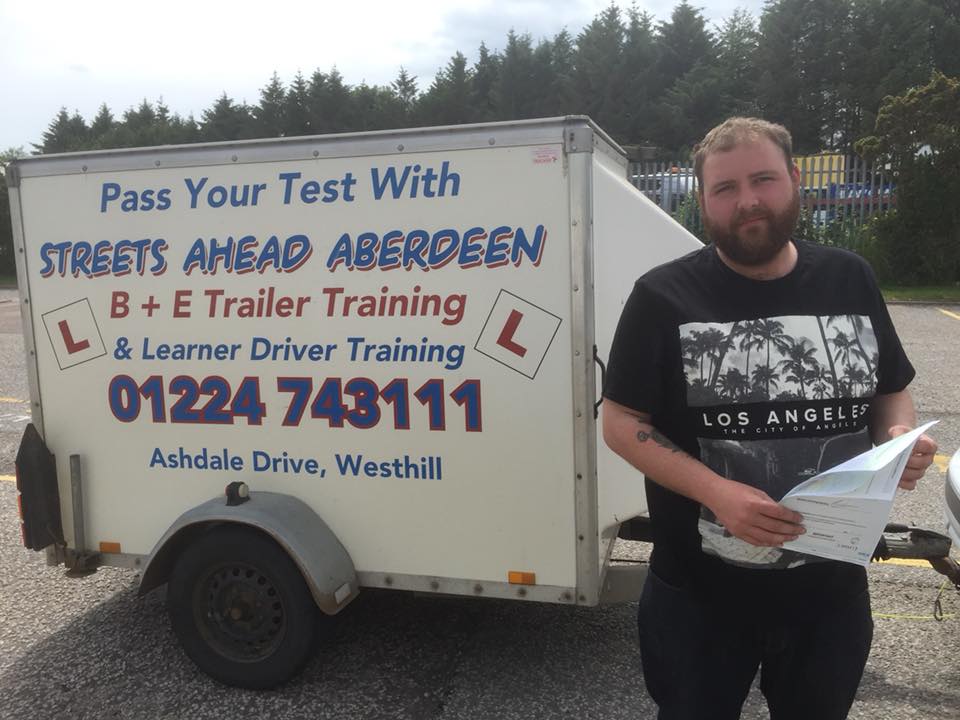 Pass Your Test With
STREETS AHEAD ABERDEEN
B + E Trailer Training
& Learner Driver Training
L
L
01224 743111
Ashdale Drive, Westhill
LOS ANGELES
THE CITY OF ANGELS